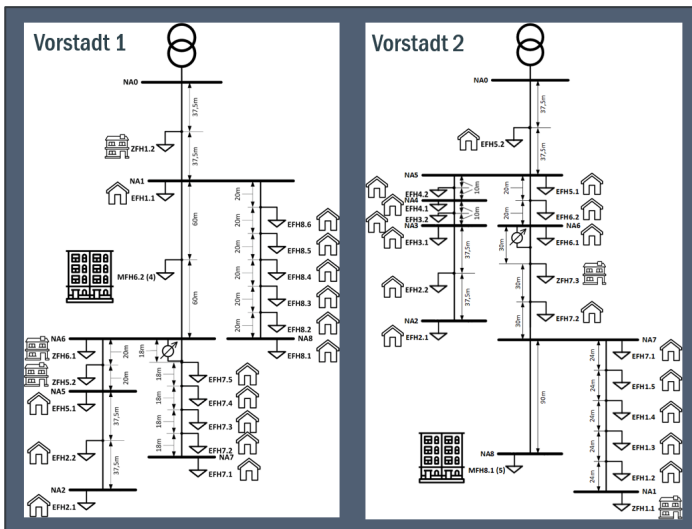 Vorstadt 1
NA0
37,5m
ZFH1.2
37,5m
NA1
EFH1.1
60m
MFH6.2 (4)
60m
20m
EFH8.6
20m
EFH8.5
20m
EFH8.4
20m
EFH8.3
20m
EFH8.2
20m
NA8
EFH8.1
NA6
ZFH6.1
20m
ZFH5.2
20m
NA5
EFH5.1
37,5m
EFH2.2
37,5m
NA2
EFH2.1
18m
18m
EFH7.5
18m
EFH7.4
18m
EFH7.3
18m
EFH7.2
NA7
EFH7.1
Vorstadt 2
NA0
37,5m
EFH5.2
37,5m
NA5
EFH4.2
10m
NA4
EFH4.1
EFH3.2
10m
NA3
EFH3.1
37,5m
EFH2.2
37,5m
NA2
EFH2.1
20m
EFH5.1
20m
EFH6.2
NA6
EFH6.1
30m
ZFH7.3
30m
EFH7.2
30m
NA7
EFH7.1
90m
NA8
MFH8.1 (5)
24m
EFH1.5
24m
EFH1.4
24m
EFH1.3
24m
EFH1.2
24m
NA1
ZFH1.1